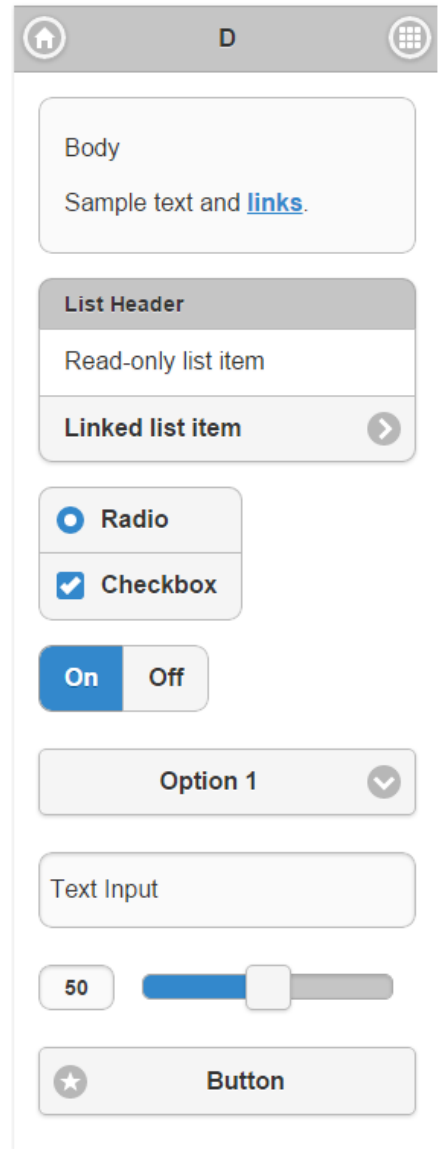 D
Body
Sample text and links.
List Header
Read-only list item
Linked list item
Radio
Checkbox
On Off
Option 1
Text Input
50
Button